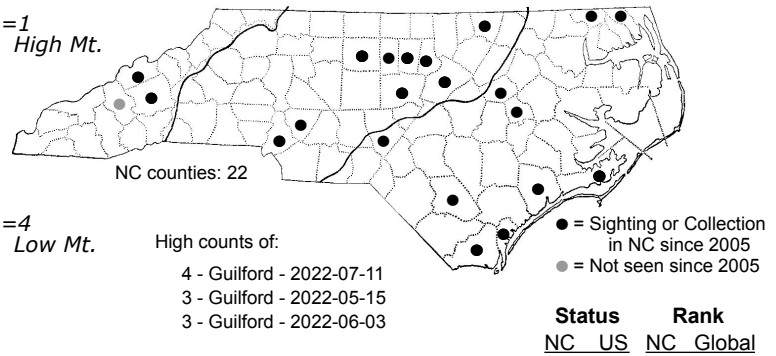 =1
High Mt.
NC counties: 22
=4
Low Mt.
High counts of:
4 - Guilford - 2022-07-11
3 - Guilford - 2022-05-15
3 - Guilford - 2022-06-03
= Sighting or Collection
in NC since 2005
= Not seen since 2005
Status Rank
NC US NC Global